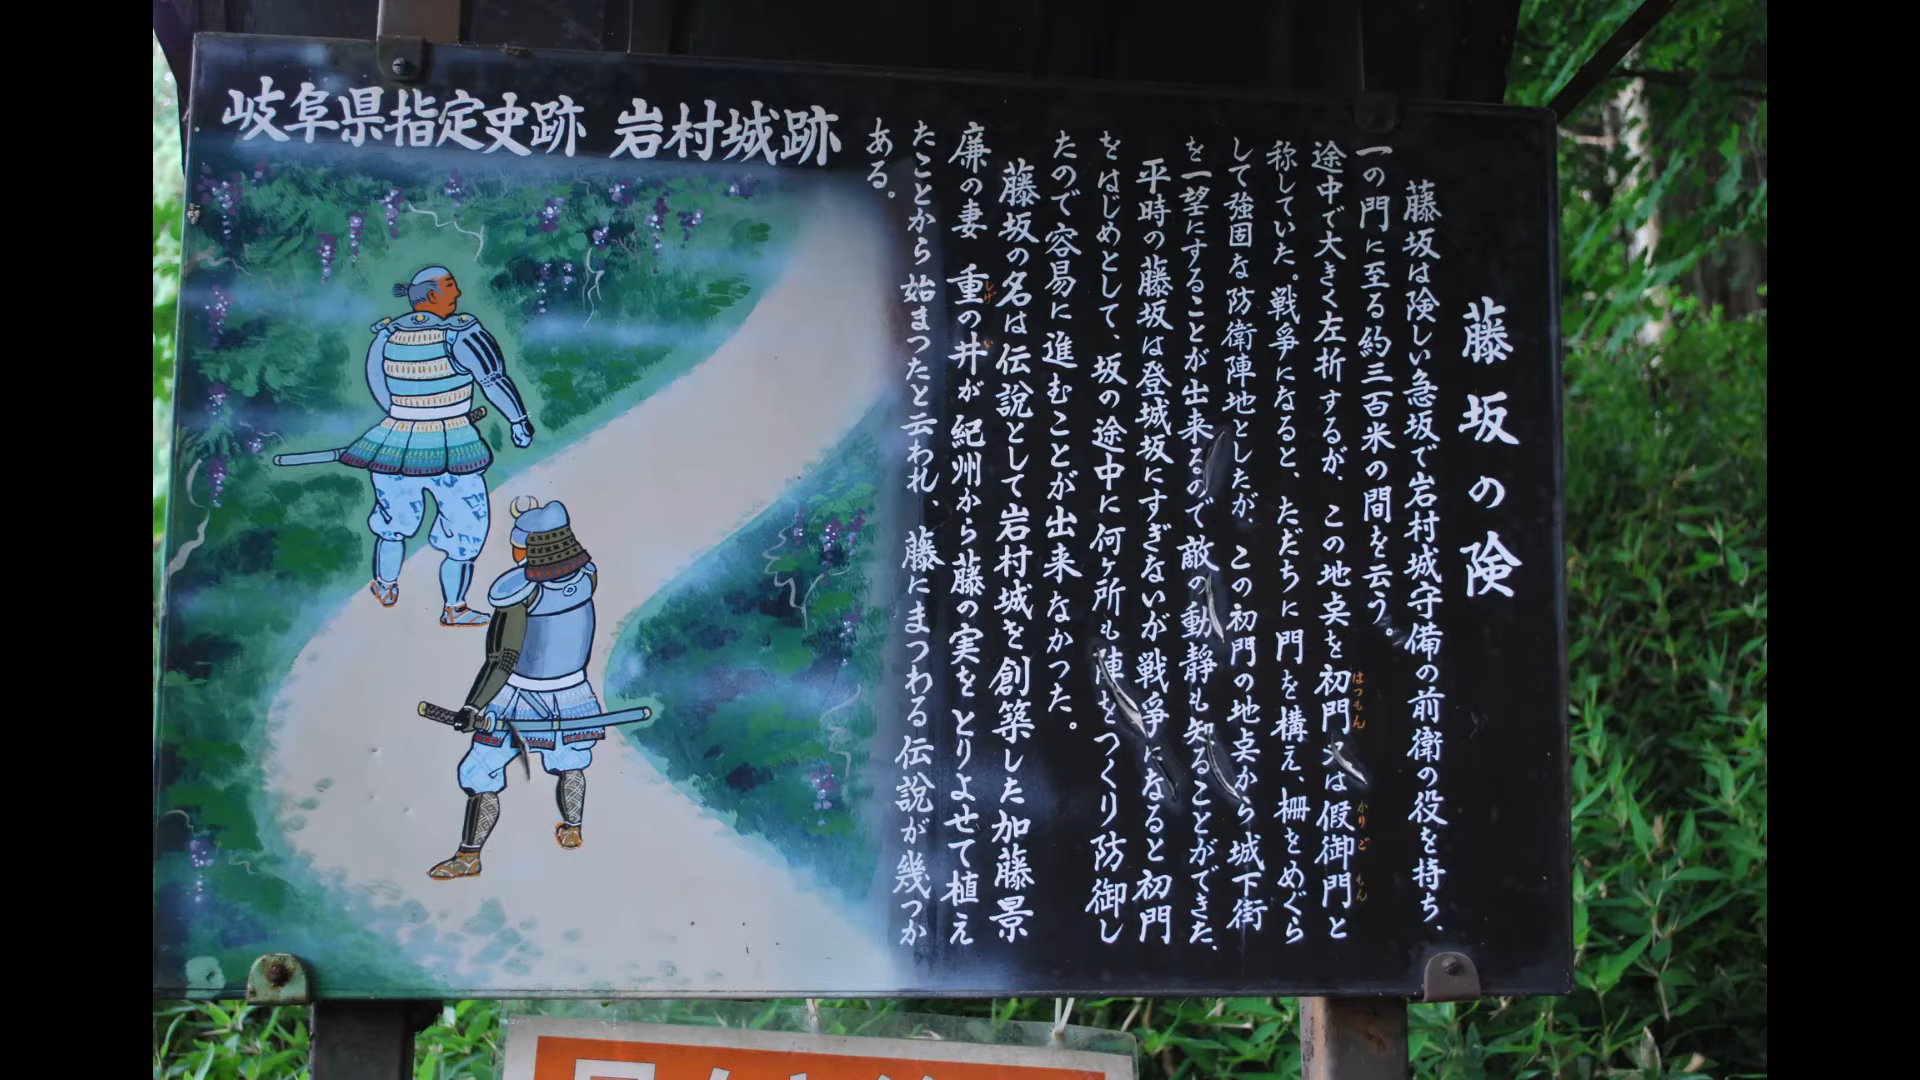 岐阜県指定史跡 岩村城跡
藤坂の険
藤坂は険しい急坂で岩村城守備の前衛の役を持ち、
一の門に至る約三百米の間を云う。
途中で大きく左折するが、この地点を初門又は假御門と
はつもん
かりごもん
称していた。戦争になると、ただちに門を構え、柵をめぐら
して強固な防衛陣地としたが、この初門の地点から城下街
を一望にすることが出来るので敵の動静も知ることができた、
平時の藤坂は登城坂にすぎないが戦争になると初門
をはじめとして、坂の途中に何ヶ所も陣をつくり防御し
たので容易に進むことが出来なかった。
藤坂の名は伝説として岩村城を創築した加藤景
廉の妻 重の井が紀州から藤の実をとりよせて植え
しげ
い
たことから始まつたと云われ、藤にまつわる伝説が幾つか
ある。